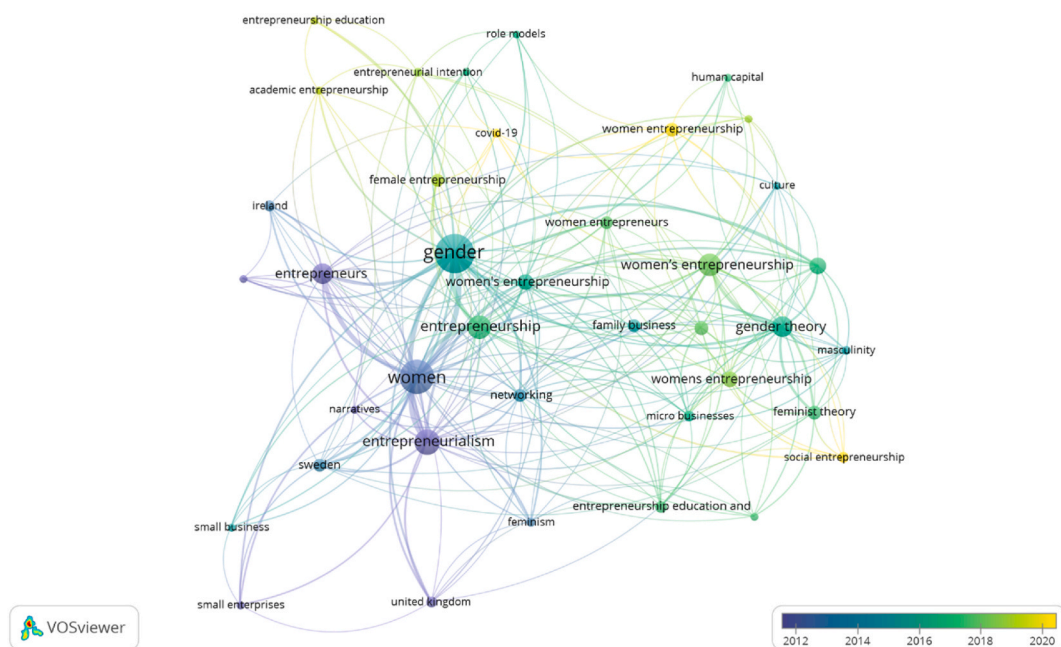 entrepreneurship education
role models
entrepreneurial intention
human capital
academic entrepreneurship
covid-19
women entrepreneurship
female entrepreneurship
culture
ireland
women entrepreneurs
gender
entrepreneurs
women's entrepreneurship
women’s entrepreneurship
entrepreneurship
family business
gender theory
masculinity
women
womens entrepreneurship
networking
narratives
micro businesses
feminist theory
entrepreneurialism
sweden
social entrepreneurship
entrepreneurship education and
small business
feminism
small enterprises
united kingdom
VOSviewer
2012 2014 2016 2018 2020